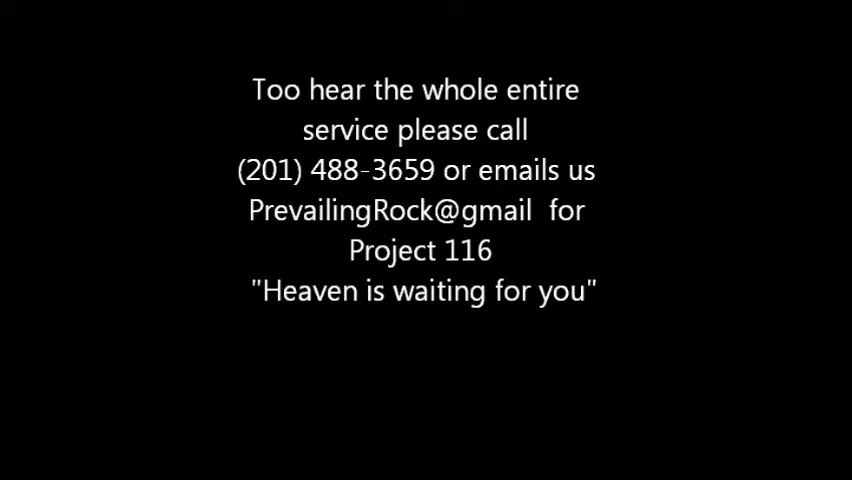 Too hear the whole entire
service please call
(201) 488-3659 or emails us
PrevailingRock@gmail  for
Project 116
"Heaven is waiting for you"